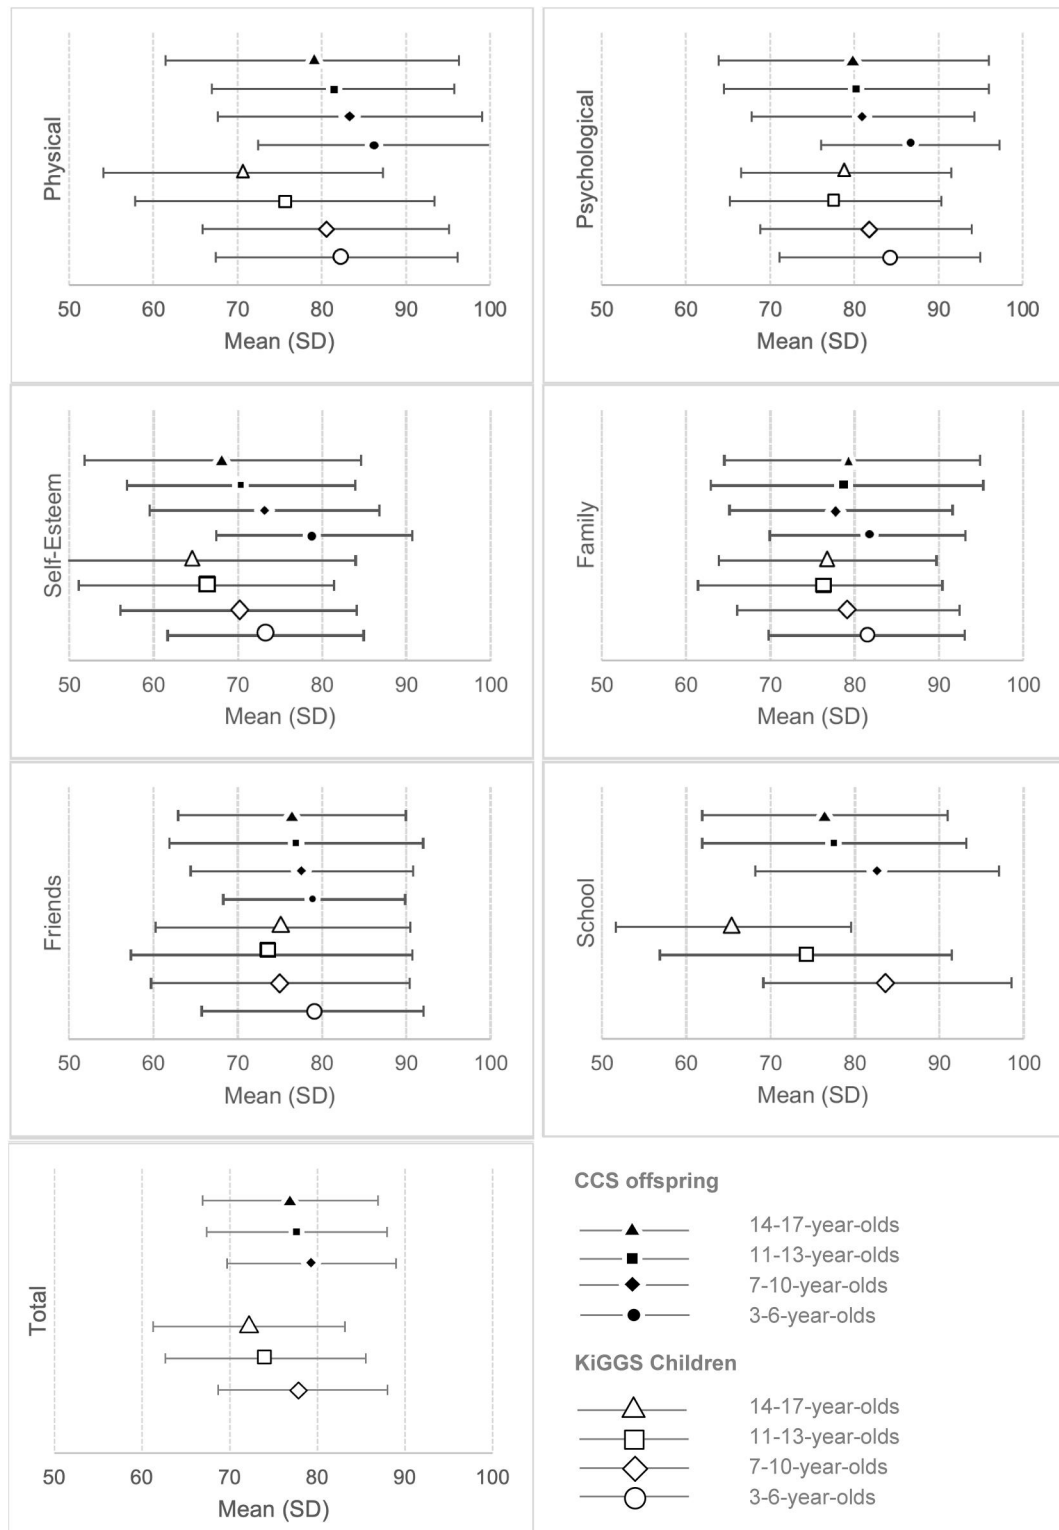 Physical
50 60 70 80 90 100
Mean (SD)
Psychological
50 60 70 80 90 100
Mean (SD)
Self-Esteem
50 60 70 80 90 100
Mean (SD)
Family
50 60 70 80 90 100
Mean (SD)
Friends
50 60 70 80 90 100
Mean (SD)
School
50 60 70 80 90 100
Mean (SD)
Total
50 60 70 80 90 100
Mean (SD)
CCS offspring
14-17-year-olds
11-13-year-olds
7-10-year-olds
3-6-year-olds
KiGGS Children
14-17-year-olds
11-13-year-olds
7-10-year-olds
3-6-year-olds